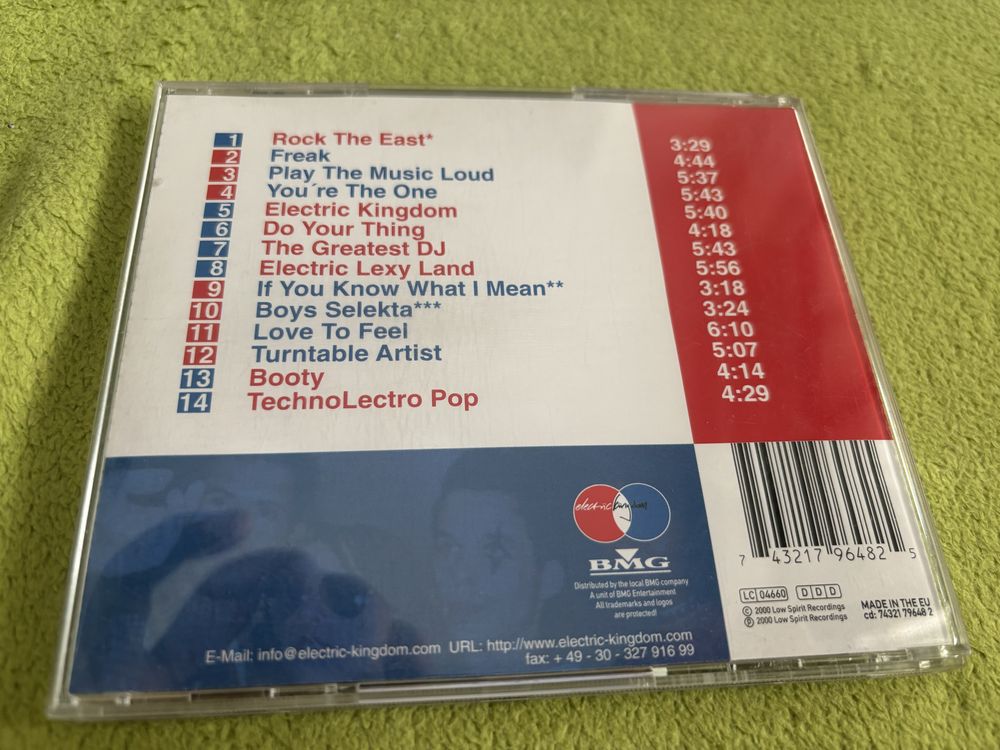 1 Rock The East* 3:29
2 Freak 4:44
3 Play The Music Loud 5:37
4 You´re The One 5:43
5 Electric Kingdom 5:40
6 Do Your Thing 4:18
7 The Greatest DJ 5:43
8 Electric Lexy Land 5:56
9 If You Know What I Mean** 3:18
10 Boys Selekta*** 3:24
11 Love To Feel 6:10
12 Turntable Artist 5:07
13 Booty 4:14
14 TechnoLectro Pop 4:29
electric kingdom
BMG
Distributed by the local BMG company
A unit of BMG Entertainment
All trademarks and logos
are protected!
E-Mail: info@electric-kingdom.com URL: http://www.electric-kingdom.com
fax: + 49 - 30 - 327 916 99
7 43217 96482 5
LC 04660 D D D
C 2000 Low Spirit Recordings
P 2000 Low Spirit Recordings
MADE IN THE EU
cd: 74321 79648 2